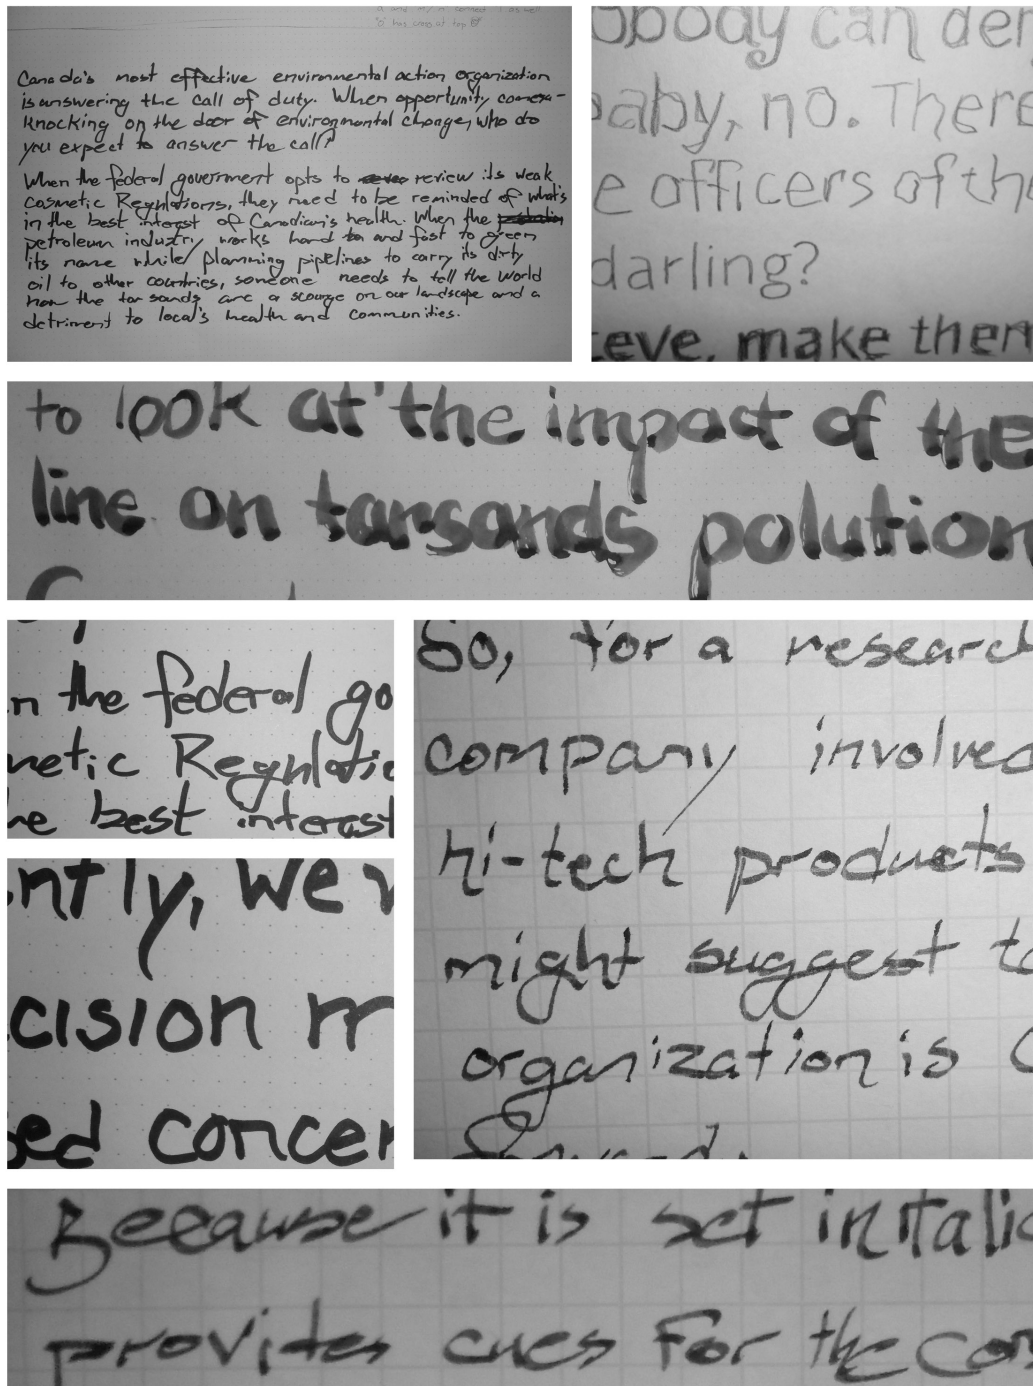 'o' has arms at top
Canada's most effective environmental action organization
is answering the call of duty. When opportunity comes a-
knocking on the door of environmental change, who do
you expect to answer the call?
When the federal government opts to review its weak
Cosmetic Regulations, they need to be reminded of what's
in the best interest of Canadian's health. When the
petroleum industry works hard and fast to green
its name while planning pipelines to carry its dirty
oil to other countries, someone needs to tell the world
how the tar sands are a scourge on our landscape and a
detriment to local's health and communities.
obody can den
baby, no. There
e officers of the
darling?
teve, make them
to look at the impact of the
line on tarsands polution
n the federal go
metic Regulatio
he best interest
ntly, we v
cision m
sed concer
So, for a research
company involved
hi-tech products
might suggest to
organization is
Forward.
Because it is set in italic
provides cues for the con